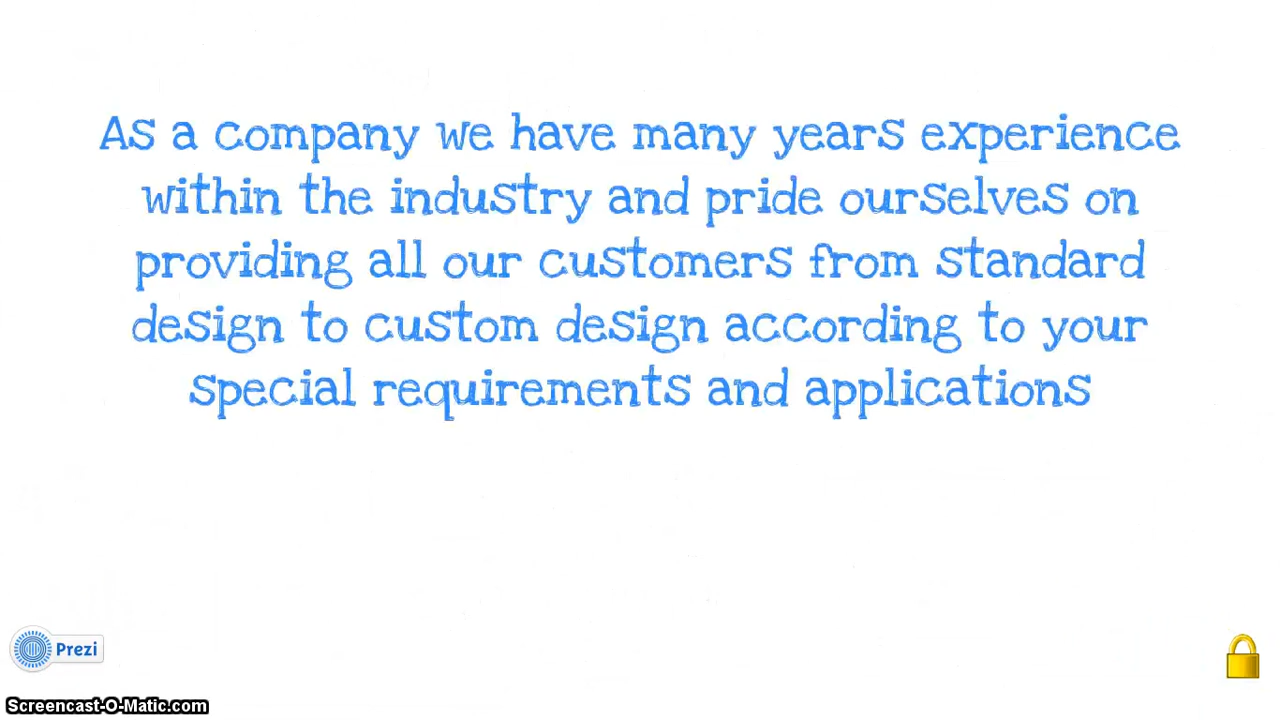 As a company we have many years experience
within the industry and pride ourselves on
providing all our customers from standard
design to custom design according to your
special requirements and applications
Prezi
Screencast-O-Matic.com